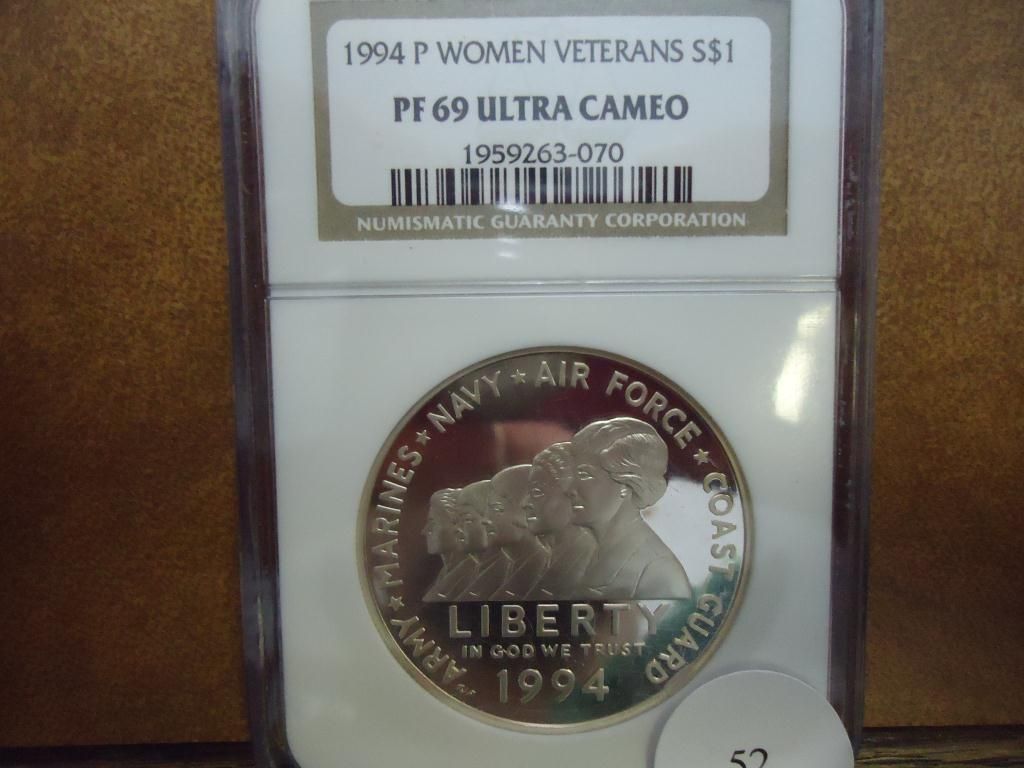 1994 P WOMEN VETERANS S$1
PF 69 ULTRA CAMEO
1959263-070
NUMISMATIC GUARANTY CORPORATION
ARMY ★ MARINES ★ NAVY ★ AIR FORCE ★ COAST GUARD
LIBERTY
IN GOD WE TRUST
1994
52